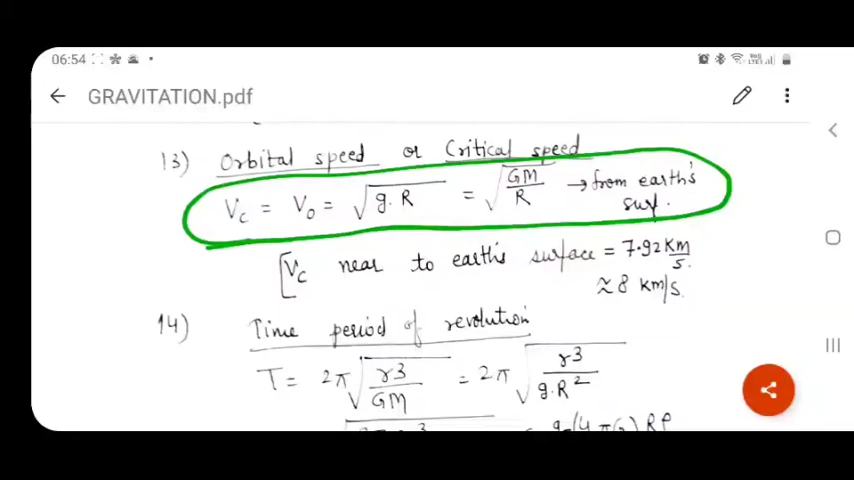 06:54
GRAVITATION.pdf
13) Orbital speed or Critical speed
Vc = Vo = √g.R = √GM/R → from earth's
surf.
[Vc near to earth's surface = 7.92 Km/s.
≈ 8 km/s.
14) Time period of revolution
T = 2π √r3/GM = 2π √r3/g.R2